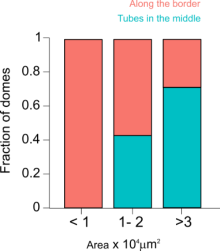 Along the border
Tubes in the middle
Fraction of domes
1
0.8
0.6
0.4
0.2
0
< 1
1- 2
>3
Area x 10⁴μm²